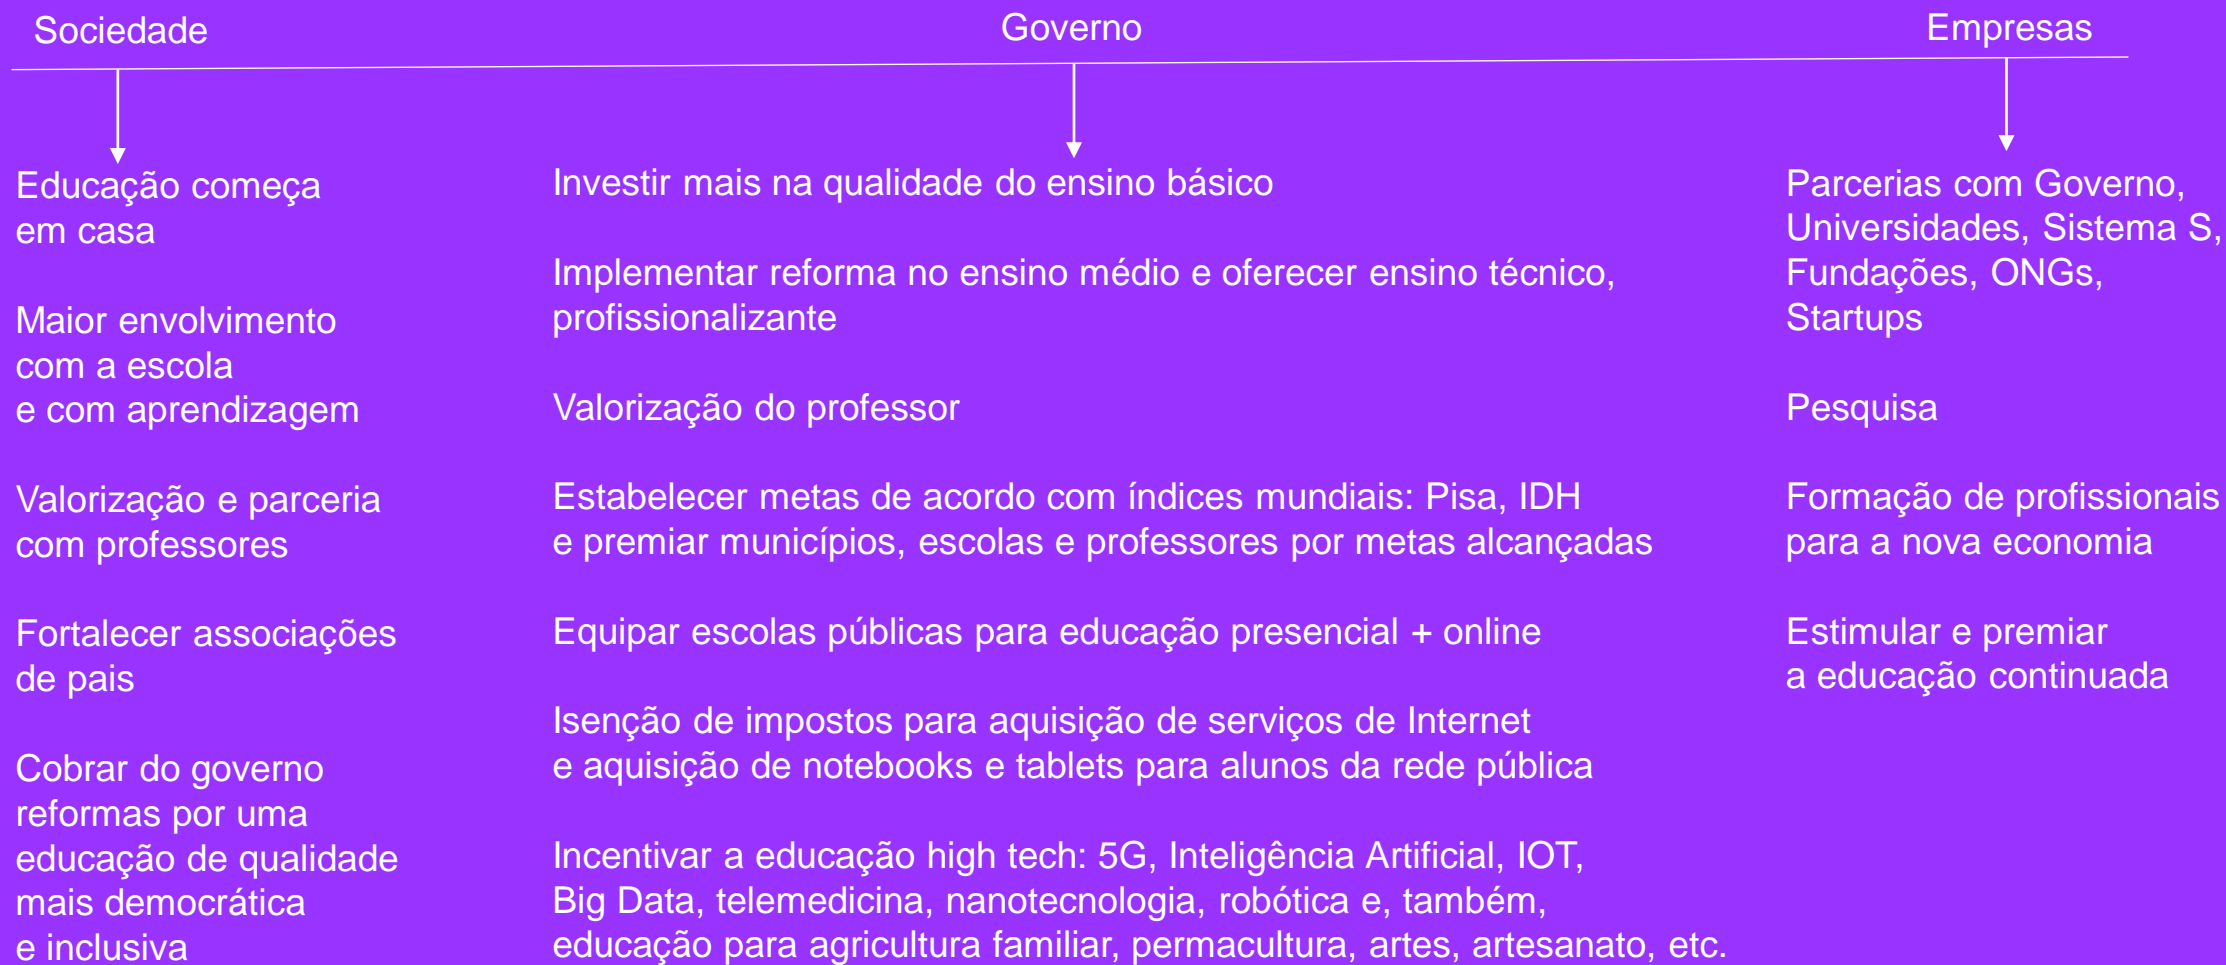 Sociedade
Governo
Empresas
Educação começa
em casa
Maior envolvimento
com a escola
e com aprendizagem
Valorização e parceria
com professores
Fortalecer associações
de pais
Cobrar do governo
reformas por uma
educação de qualidade
mais democrática
e inclusiva
Investir mais na qualidade do ensino básico
Implementar reforma no ensino médio e oferecer ensino técnico,
profissionalizante
Valorização do professor
Estabelecer metas de acordo com índices mundiais: Pisa, IDH
e premiar municípios, escolas e professores por metas alcançadas
Equipar escolas públicas para educação presencial + online
Isenção de impostos para aquisição de serviços de Internet
e aquisição de notebooks e tablets para alunos da rede pública
Incentivar a educação high tech: 5G, Inteligência Artificial, IOT,
Big Data, telemedicina, nanotecnologia, robótica e, também,
educação para agricultura familiar, permacultura, artes, artesanato, etc.
Parcerias com Governo,
Universidades, Sistema S,
Fundações, ONGs,
Startups
Pesquisa
Formação de profissionais
para a nova economia
Estimular e premiar
a educação continuada